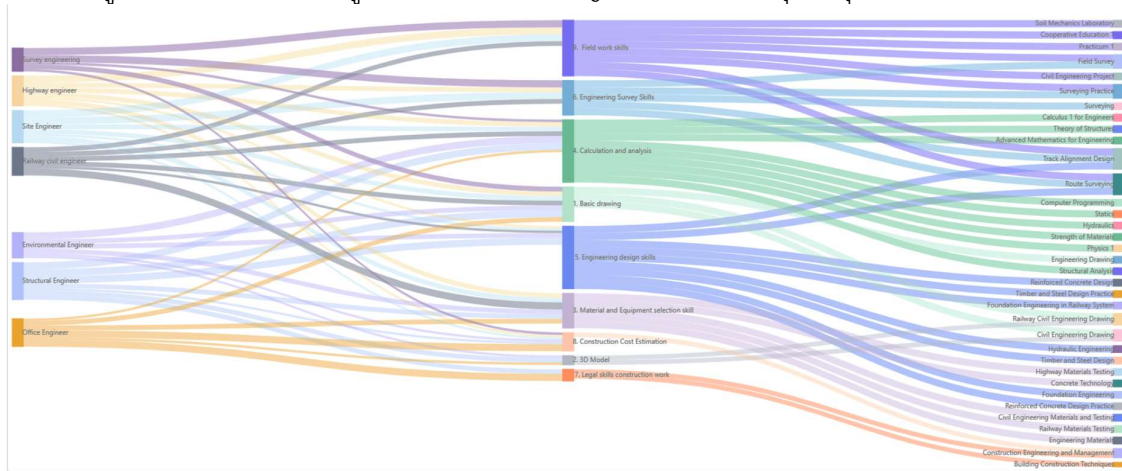 Survey engineering
Highway engineer
Site Engineer
Railway civil engineer
Environmental Engineer
Structural Engineer
Office Engineer
9. Field work skills
6. Engineering Survey Skills
4. Calculation and analysis
1. Basic drawing
5. Engineering design skills
3. Material and Equipment selection skill
8. Construction Cost Estimation
2. 3D Model
7. Legal skills construction work
Soil Mechanics Laboratory
Cooperative Education 1
Practicum 1
Field Survey
Civil Engineering Project
Surveying Practice
Surveying
Calculus 1 for Engineers
Theory of Structures
Advanced Mathematics for Engineering
Track Alignment Design
Route Surveying
Computer Programming
Statics
Hydraulics
Strength of Materials
Physics 1
Engineering Drawing
Structural Analysis
Reinforced Concrete Design
Timber and Steel Design Practice
Foundation Engineering in Railway System
Railway Civil Engineering Drawing
Civil Engineering Drawing
Hydraulic Engineering
Timber and Steel Design
Highway Materials Testing
Concrete Technology
Foundation Engineering
Reinforced Concrete Design Practice
Civil Engineering Materials and Testing
Railway Materials Testing
Engineering Materials
Construction Engineering and Management
Building Construction Techniques